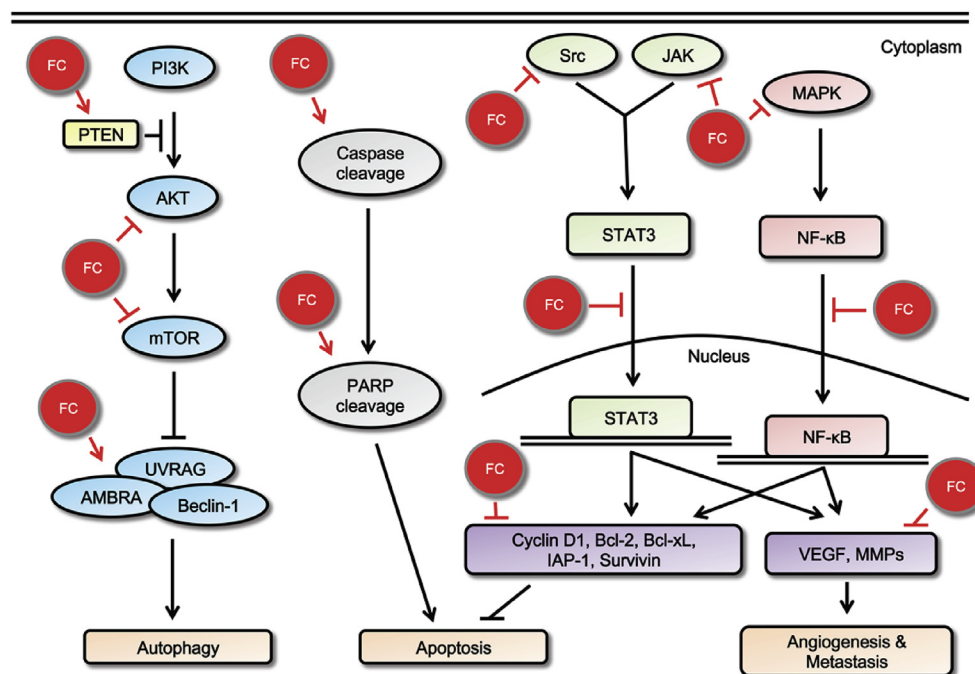 Cytoplasm
FC
PI3K
FC
Src
JAK
MAPK
FC
FC
PTEN
Caspase
cleavage
AKT
STAT3
NF-κB
FC
FC
FC
FC
mTOR
Nucleus
PARP
cleavage
STAT3
NF-κB
FC
UVRAG
AMBRA
Beclin-1
FC
FC
Cyclin D1, Bcl-2, Bcl-xL,
IAP-1, Survivin
VEGF, MMPs
Autophagy
Apoptosis
Angiogenesis &
Metastasis